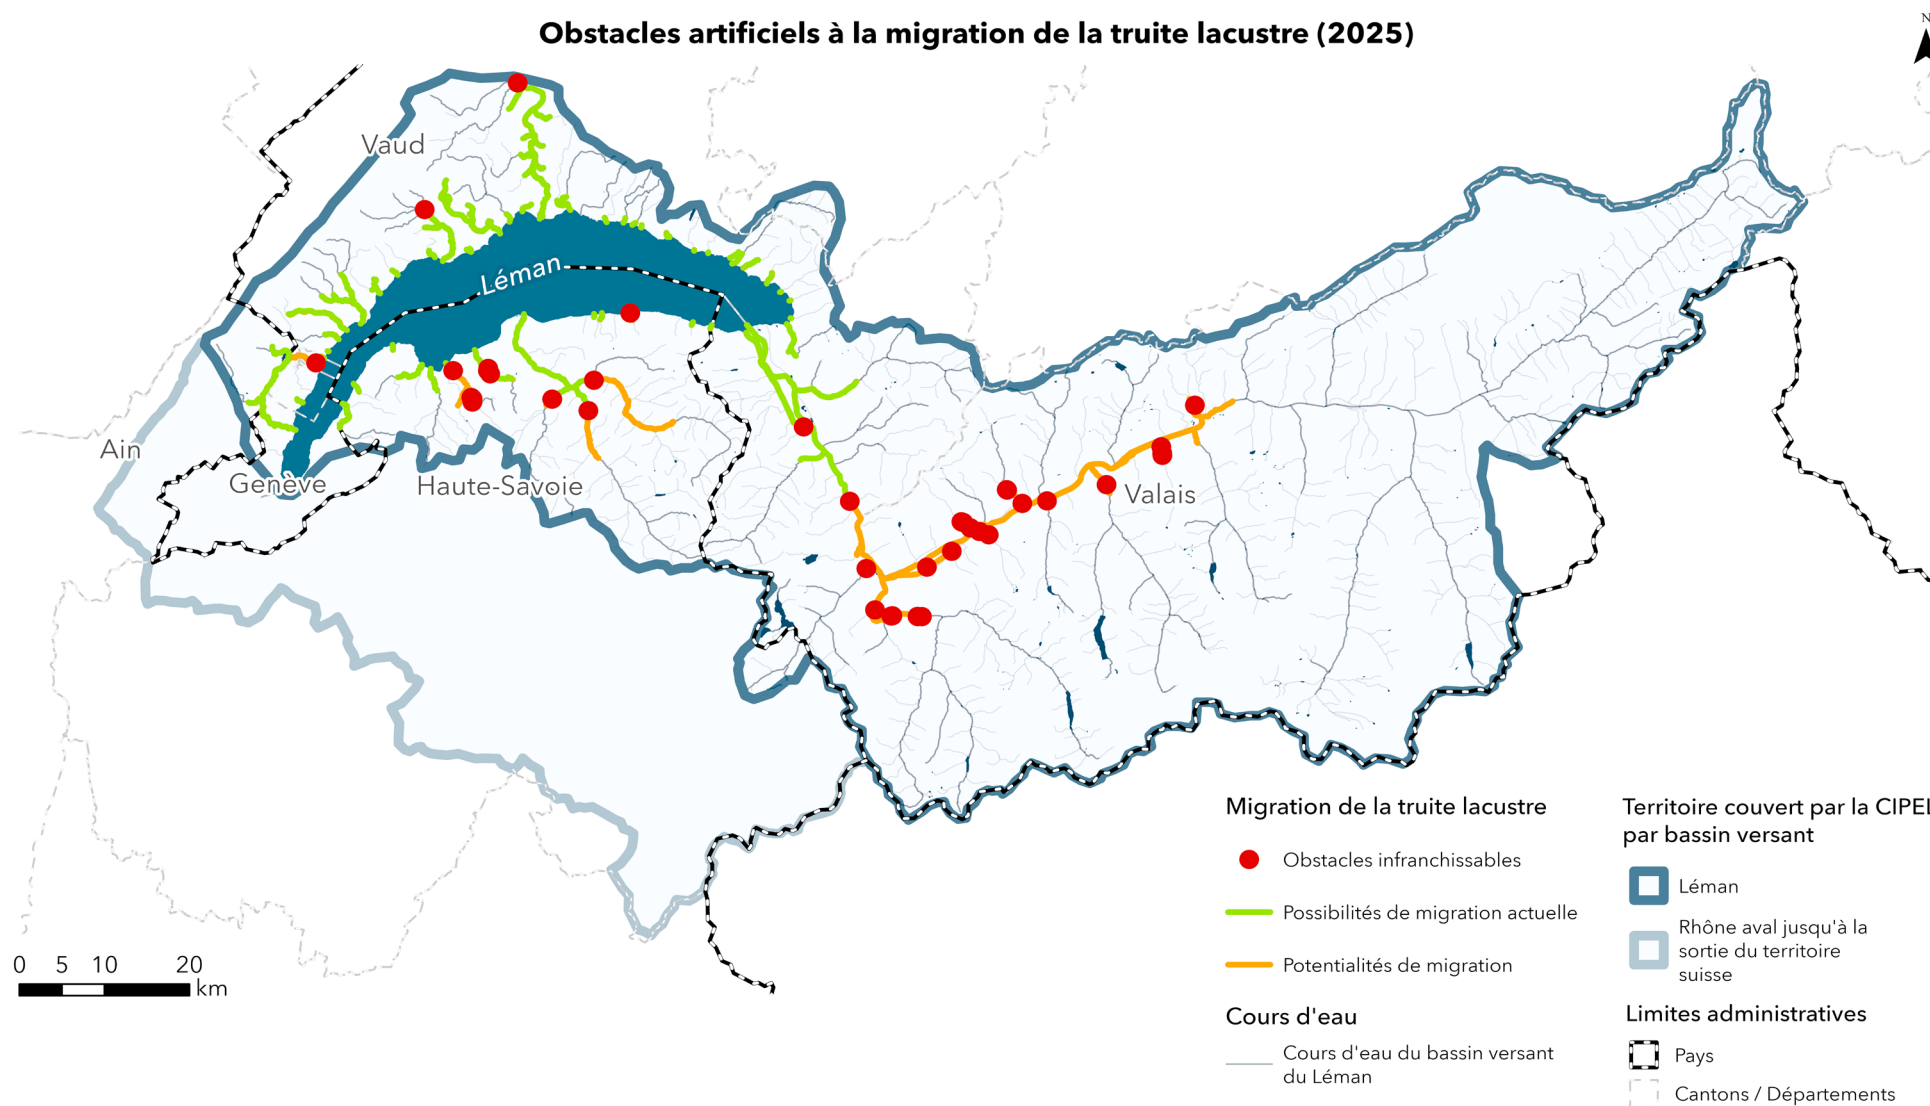 Obstacles artificiels à la migration de la truite lacustre (2025)
N
Vaud
Léman
Ain
Genève
Haute-Savoie
Valais
0 5 10 20
km
Migration de la truite lacustre
Obstacles infranchissables
Possibilités de migration actuelle
Potentialités de migration
Cours d'eau
Cours d'eau du bassin versant
du Léman
Territoire couvert par la CIPEL
par bassin versant
Léman
Rhône aval jusqu'à la
sortie du territoire
suisse
Limites administratives
Pays
Cantons / Départements